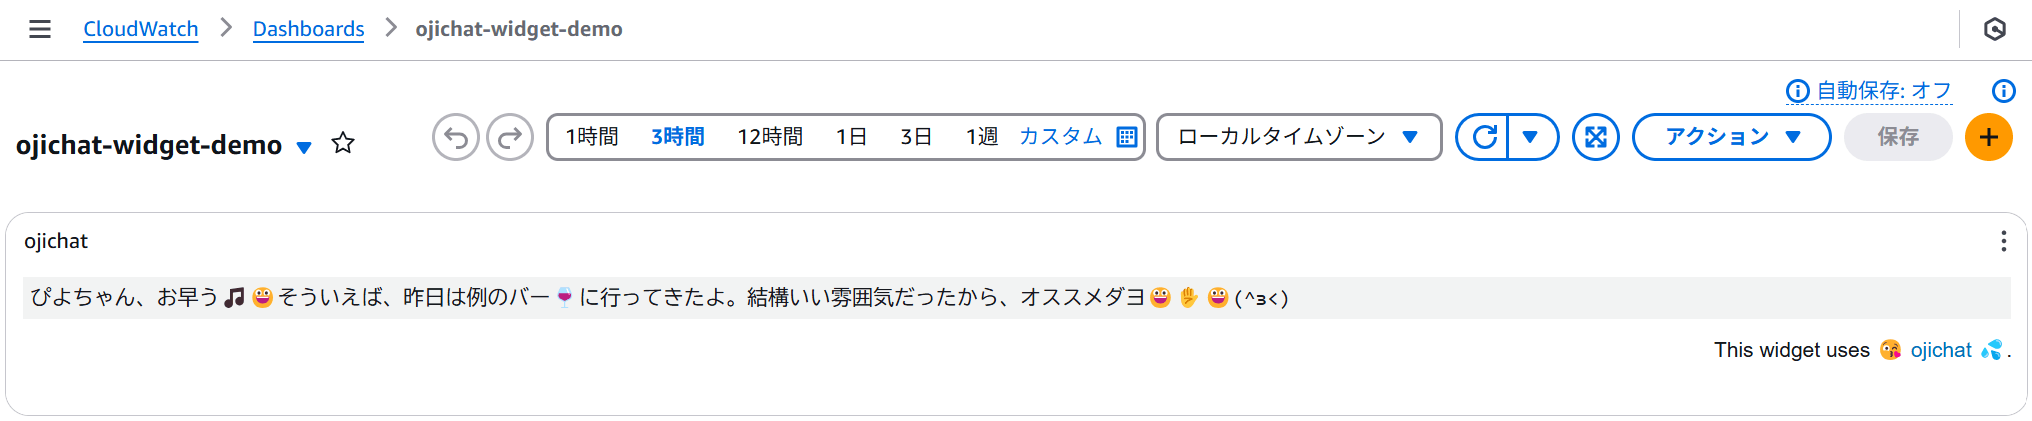 CloudWatch > Dashboards > ojichat-widget-demo
自動保存: オフ
ojichat-widget-demo 1時間 3時間 12時間 1日 3日 1週 カスタム ローカルタイムゾーン アクション 保存 +
ojichat
ぴよちゃん、お早う🎵😃そういえば、昨日は例のバー🍷に行ってきたよ。結構いい雰囲気だったから、オススメダヨ😃✋😃(^з<)
This widget uses 😘 ojichat 💦.